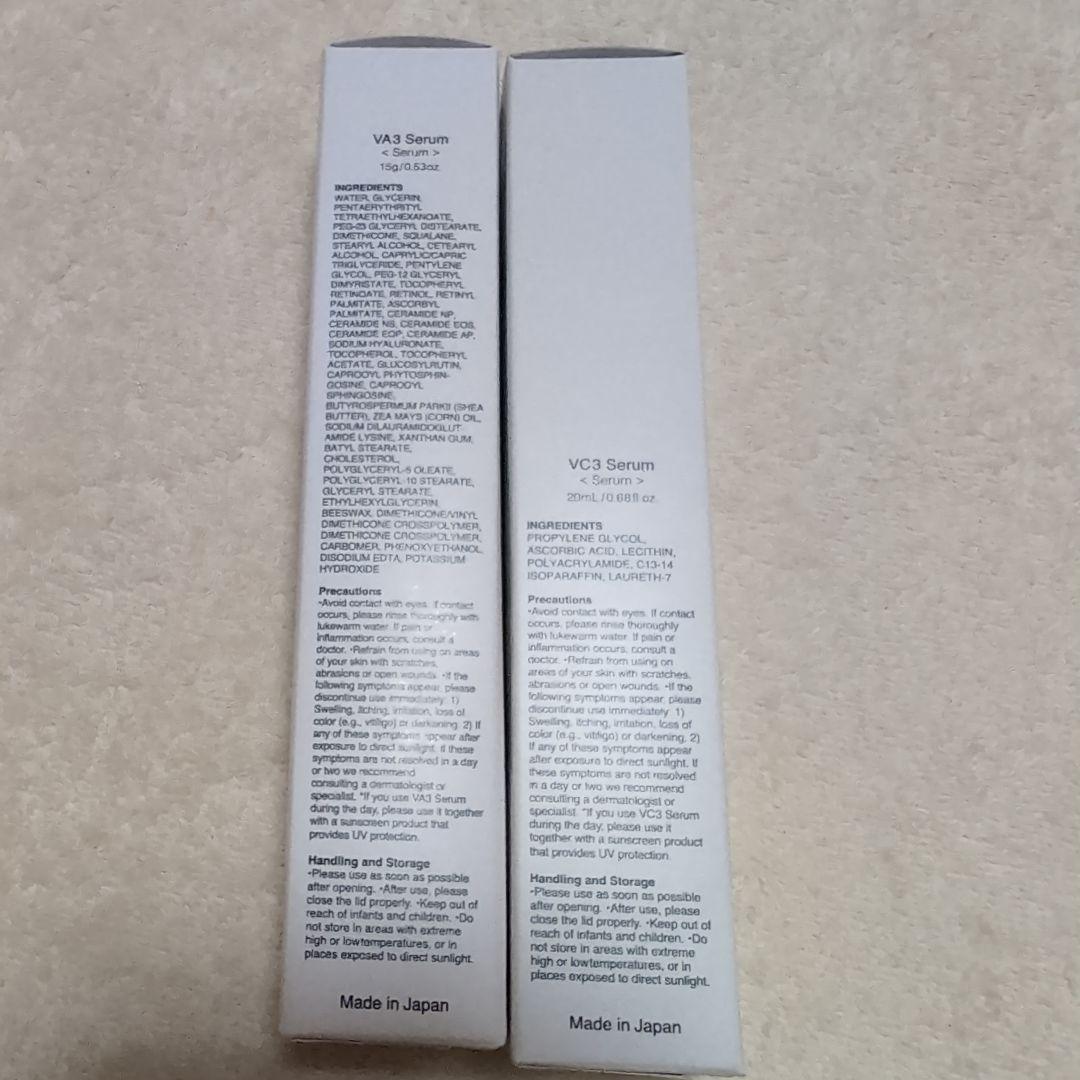 VA3 Serum
< Serum >
15g/0.53oz
INGREDIENTS
WATER, GLYCERIN,
PENTAERYTHRITYL
TETRAETHYLHEXANOATE,
PEG-23 GLYCERYL DISTEARATE,
DIMETHICONE, SQUALANE,
STEARYL ALCOHOL, CETEARYL
ALCOHOL, CAPRYLIC/CAPRIC
TRIGLYCERIDE, PENTYLENE
GLYCOL, PEG-12 GLYCERYL
DIMYRISTATE, TOCOPHERYL
RETINOATE, RETINOL, RETINYL
PALMITATE, ASCORBYL
PALMITATE, CERAMIDE NP,
CERAMIDE NS, CERAMIDE EOS,
CERAMIDE EOP, CERAMIDE AP,
SODIUM HYALURONATE,
TOCOPHEROL, TOCOPHERYL
ACETATE, GLUCOSYLRUTIN,
CAPROOYL PHYTOSPHIN-
GOSINE, CAPROOYL
SPHINGOSINE,
BUTYROSPERMUM PARKII (SHEA
BUTTER), ZEA MAYS (CORN) OIL,
SODIUM DILAURAMIDOGLUT
AMIDE LYSINE, XANTHAN GUM,
BATYL STEARATE,
CHOLESTEROL,
POLYGLYCERYL-5 OLEATE,
POLYGLYCERYL-10 STEARATE,
GLYCERYL STEARATE,
ETHYLHEXYLGLYCERIN,
BEESWAX, DIMETHICONE/VINYL
DIMETHICONE CROSSPOLYMER,
DIMETHICONE CROSSPOLYMER,
CARBOMER, PHENOXYETHANOL,
DISODIUM EDTA, POTASSIUM
HYDROXIDE
Precautions
•Avoid contact with eyes. If contact
occurs, please rinse thoroughly with
lukewarm water. If pain or
inflammation occurs, consult a
doctor. •Refrain from using on areas
of your skin with scratches,
abrasions or open wounds. •If the
following symptoms appear, please
discontinue use immediately. 1)
Swelling, itching, irritation, loss of
color (e.g., vitiligo) or darkening. 2) If
any of these symptoms appear after
exposure to direct sunlight. If these
symptoms are not resolved in a day
or two we recommend
consulting a dermatologist or
specialist. *If you use VA3 Serum
during the day, please use it together
with a sunscreen product that
provides UV protection.
Handling and Storage
•Please use as soon as possible
after opening. •After use, please
close the lid properly. •Keep out of
reach of infants and children. •Do
not store in areas with extreme
high or lowtemperatures, or in
places exposed to direct sunlight.
Made in Japan
VC3 Serum
< Serum >
20mL/0.68fl oz
INGREDIENTS
PROPYLENE GLYCOL,
ASCORBIC ACID, LECITHIN,
POLYACRYLAMIDE, C13-14
ISOPARAFFIN, LAURETH-7
Precautions
•Avoid contact with eyes. If contact
occurs, please rinse thoroughly
with lukewarm water. If pain or
inflammation occurs, consult a
doctor. •Refrain from using on
areas of your skin with scratches,
abrasions or open wounds. •If the
following symptoms appear, please
discontinue use immediately. 1)
Swelling, itching, irritation, loss of
color (e.g., vitiligo) or darkening, 2)
If any of these symptoms appear
after exposure to direct sunlight. If
these symptoms are not resolved
in a day or two we recommend
consulting a dermatologist or
specialist. *If you use VC3 Serum
during the day, please use it
together with a sunscreen product
that provides UV protection.
Handling and Storage
•Please use as soon as possible
after opening. •After use, please
close the lid properly. •Keep out of
reach of infants and children. •Do
not store in areas with extreme
high or lowtemperatures, or in
places exposed to direct sunlight.
Made in Japan